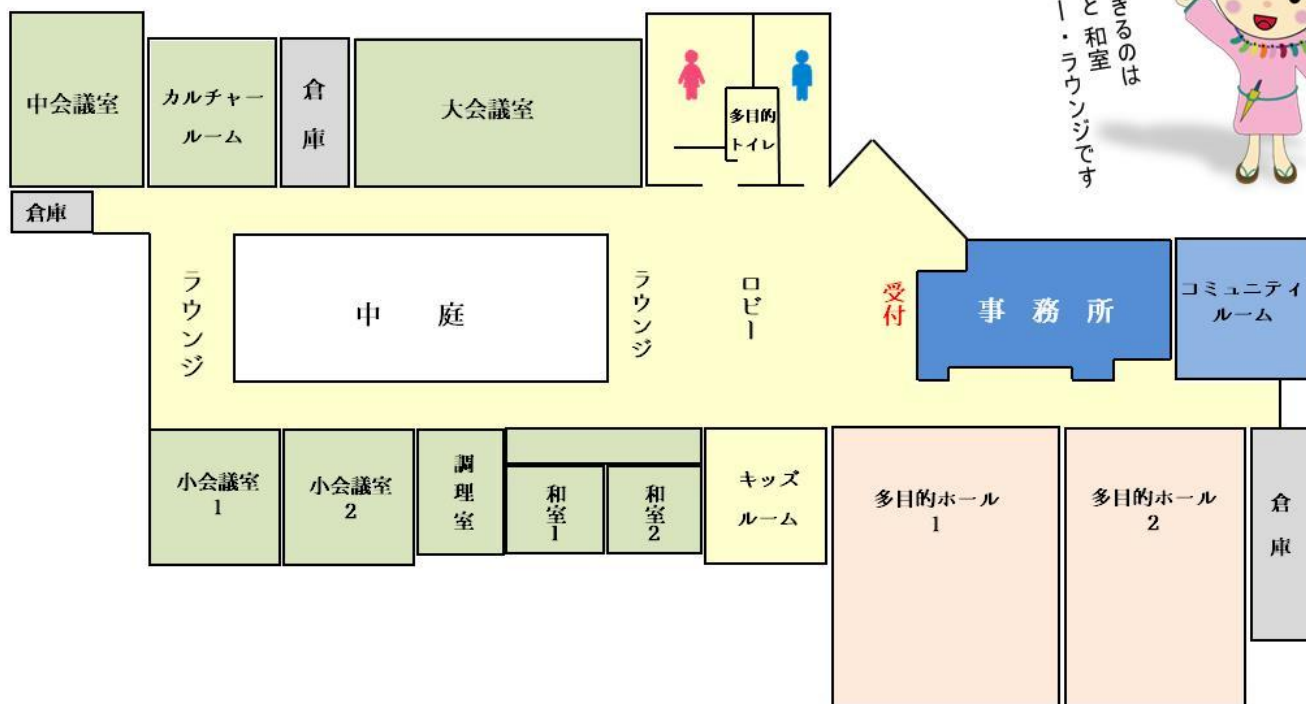 きるのは
と 和室
ー・ラウンジです
中会議室
カルチャー
ルーム
倉
庫
大会議室
多目的
トイレ
倉庫
ラウンジ
中 庭
ラウンジ
ロビー
受付
事 務 所
コミュニティ
ルーム
小会議室
1
小会議室
2
調理室
和室1
和室2
キッズ
ルーム
多目的ホール
1
多目的ホール
2
倉
庫